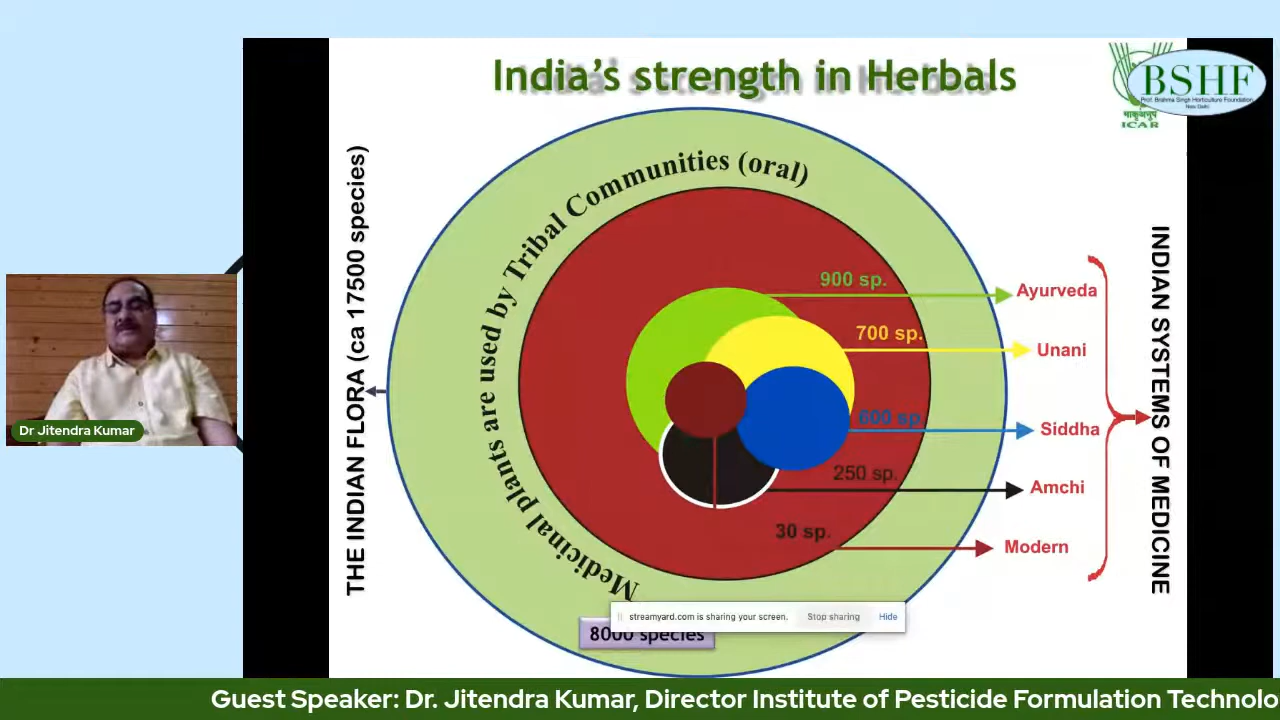 India's strength in Herbals
BSHF
Prof. Brahma Singh Horticulture Foundation
New Delhi
ICAR
THE INDIAN FLORA (ca 17500 species)
Medicinal plants are used by Tribal Communities (oral)
900 sp.
Ayurveda
700 sp.
Unani
600 sp.
Siddha
250 sp.
Amchi
30 sp.
Modern
INDIAN SYSTEMS OF MEDICINE
Dr Jitendra Kumar
streamyard.com is sharing your screen.
Stop sharing
Hide
8000 species
Guest Speaker: Dr. Jitendra Kumar, Director Institute of Pesticide Formulation Technolo